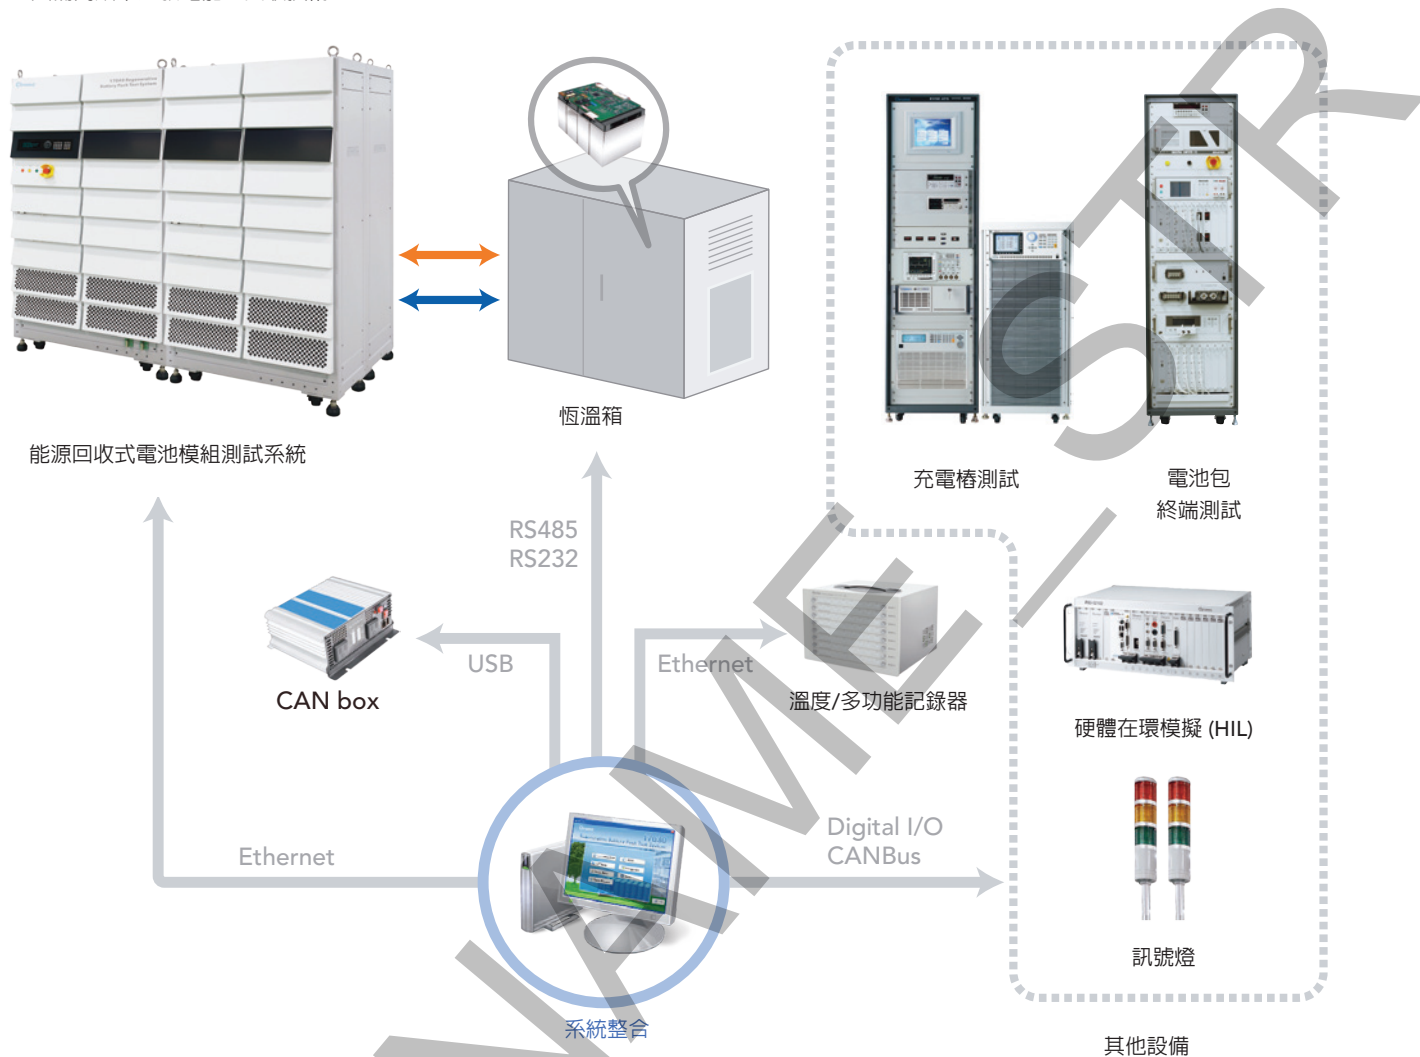 能源回收式電池模組測試系統
恆溫箱
充電樁測試
電池包
終端測試
RS485
RS232
USB
Ethernet
CAN box
溫度/多功能記錄器
硬體在環模擬 (HIL)
Ethernet
Digital I/O
CANBus
訊號燈
系統整合
其他設備
NAME_STR